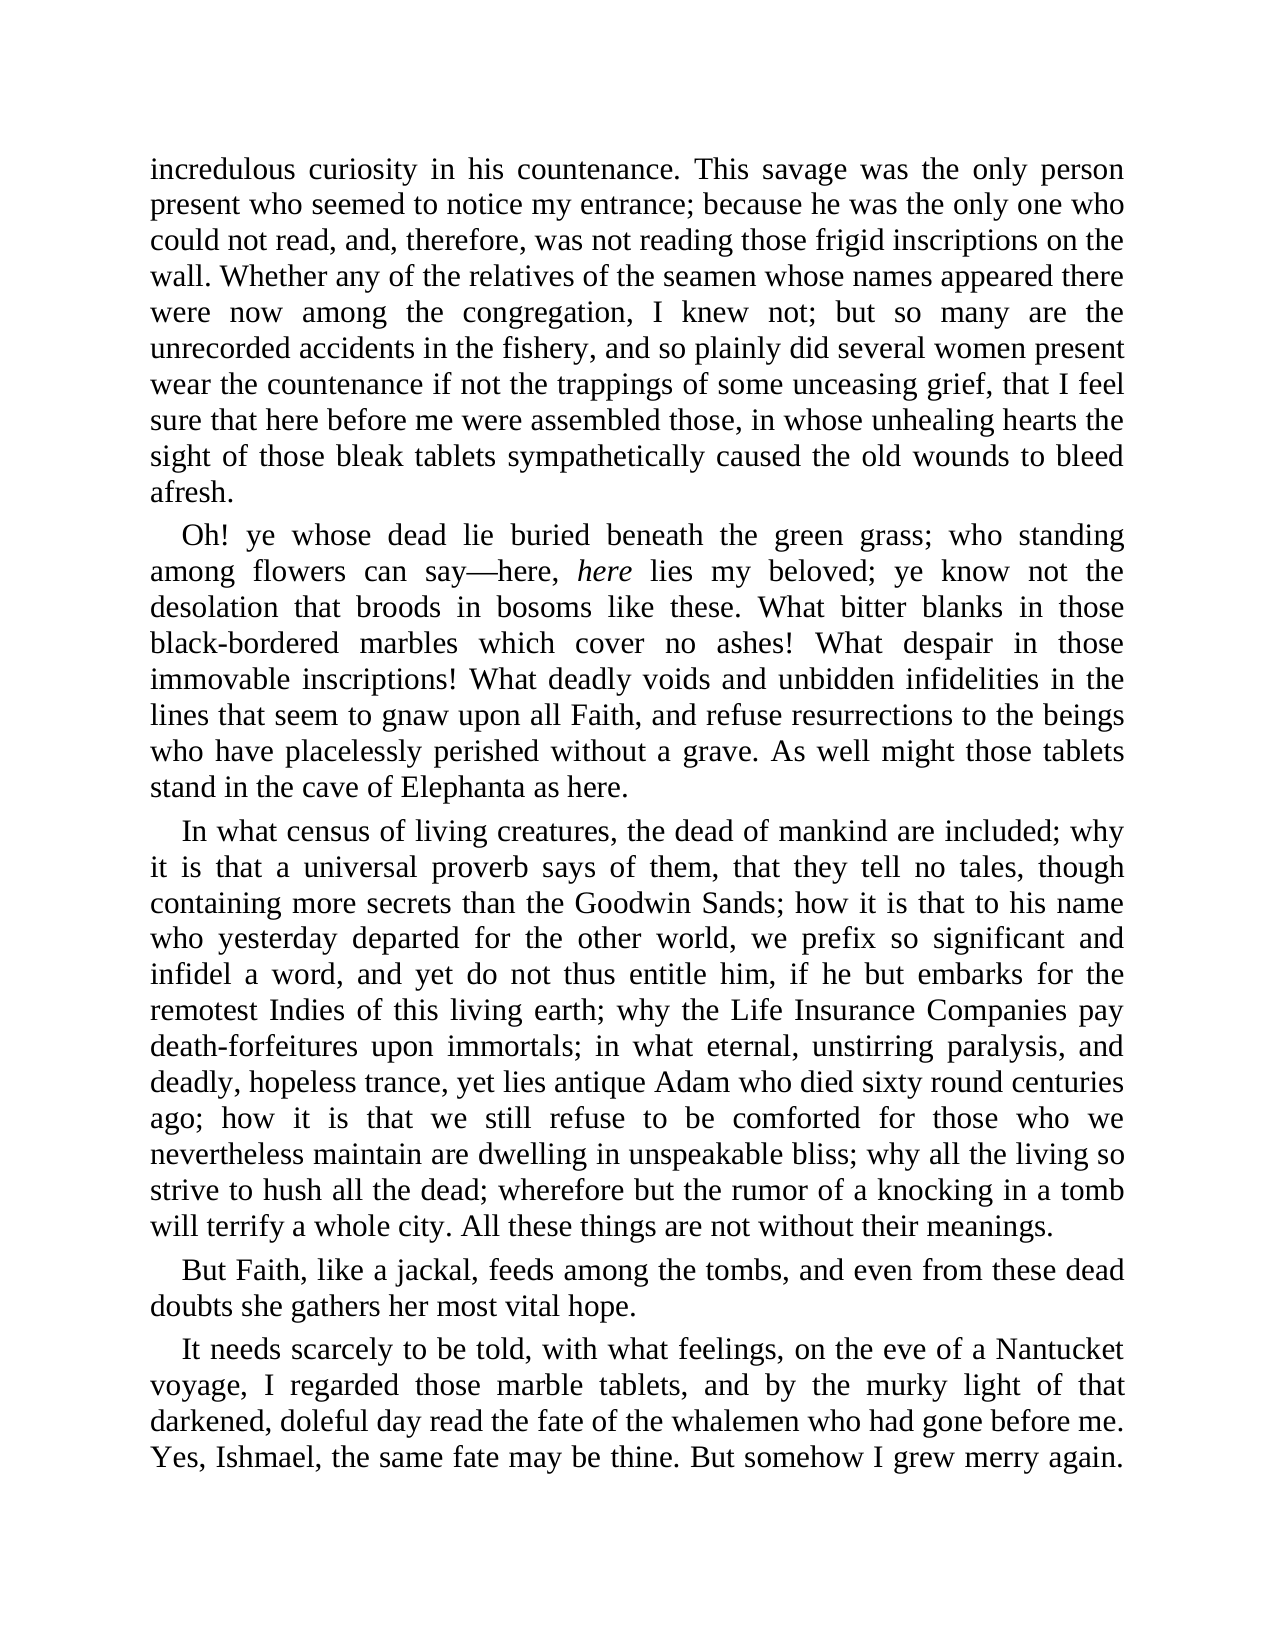 incredulous curiosity in his countenance. This savage was the only person
present who seemed to notice my entrance; because he was the only one who
could not read, and, therefore, was not reading those frigid inscriptions on the
wall. Whether any of the relatives of the seamen whose names appeared there
were now among the congregation, I knew not; but so many are the
unrecorded accidents in the fishery, and so plainly did several women present
wear the countenance if not the trappings of some unceasing grief, that I feel
sure that here before me were assembled those, in whose unhealing hearts the
sight of those bleak tablets sympathetically caused the old wounds to bleed
afresh.
Oh! ye whose dead lie buried beneath the green grass; who standing
among flowers can say—here, here lies my beloved; ye know not the
desolation that broods in bosoms like these. What bitter blanks in those
black-bordered marbles which cover no ashes! What despair in those
immovable inscriptions! What deadly voids and unbidden infidelities in the
lines that seem to gnaw upon all Faith, and refuse resurrections to the beings
who have placelessly perished without a grave. As well might those tablets
stand in the cave of Elephanta as here.
In what census of living creatures, the dead of mankind are included; why
it is that a universal proverb says of them, that they tell no tales, though
containing more secrets than the Goodwin Sands; how it is that to his name
who yesterday departed for the other world, we prefix so significant and
infidel a word, and yet do not thus entitle him, if he but embarks for the
remotest Indies of this living earth; why the Life Insurance Companies pay
death-forfeitures upon immortals; in what eternal, unstirring paralysis, and
deadly, hopeless trance, yet lies antique Adam who died sixty round centuries
ago; how it is that we still refuse to be comforted for those who we
nevertheless maintain are dwelling in unspeakable bliss; why all the living so
strive to hush all the dead; wherefore but the rumor of a knocking in a tomb
will terrify a whole city. All these things are not without their meanings.
But Faith, like a jackal, feeds among the tombs, and even from these dead
doubts she gathers her most vital hope.
It needs scarcely to be told, with what feelings, on the eve of a Nantucket
voyage, I regarded those marble tablets, and by the murky light of that
darkened, doleful day read the fate of the whalemen who had gone before me.
Yes, Ishmael, the same fate may be thine. But somehow I grew merry again.